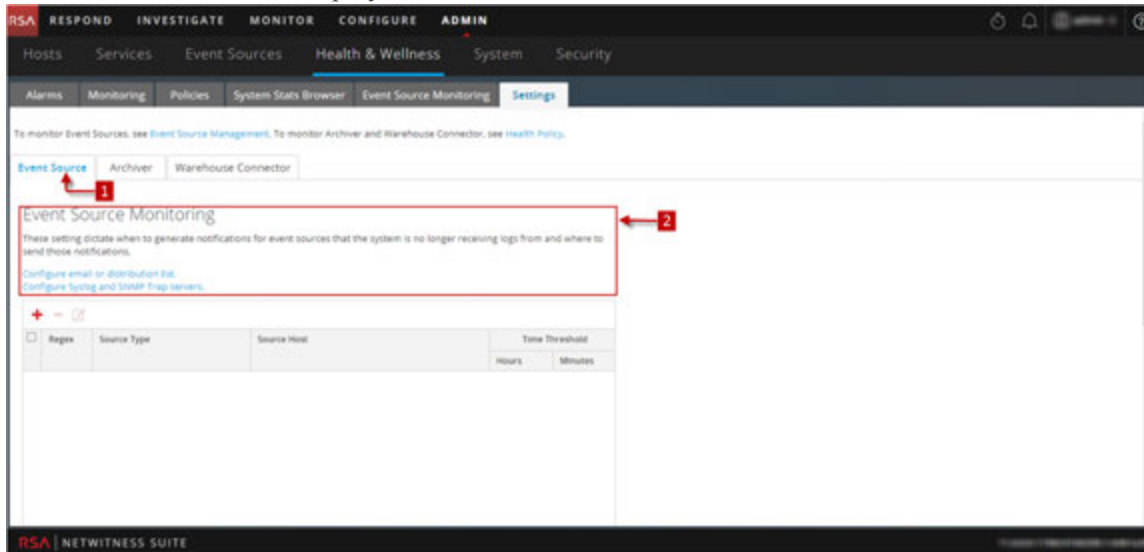 RSA RESPOND INVESTIGATE MONITOR CONFIGURE ADMIN
Hosts Services Event Sources Health & Wellness System Security
Alarms Monitoring Policies System Stats Browser Event Source Monitoring Settings
To monitor Event Sources, see Event Source Management. To monitor Archiver and Warehouse Connector, see Health Policy.
Event Source Archiver Warehouse Connector
1
Event Source Monitoring
2
These setting dictate when to generate notifications for event sources that the system is no longer receiving logs from and where to
send those notifications.
Configure email or distribution list.
Configure Syslog and SNMP Trap servers.
Regex Source Type Source Host Time Threshold
Hours Minutes
RSA | NETWITNESS SUITE